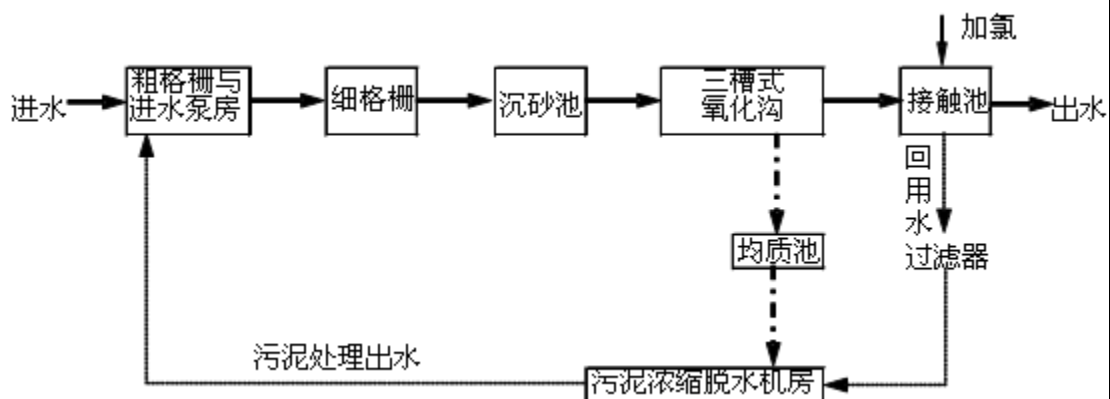 加氯
进水
粗格栅与
进水泵房
细格栅
沉砂池
三槽式
氧化沟
接触池
出水
回
用
水
过滤器
均质池
污泥处理出水
污泥浓缩脱水机房